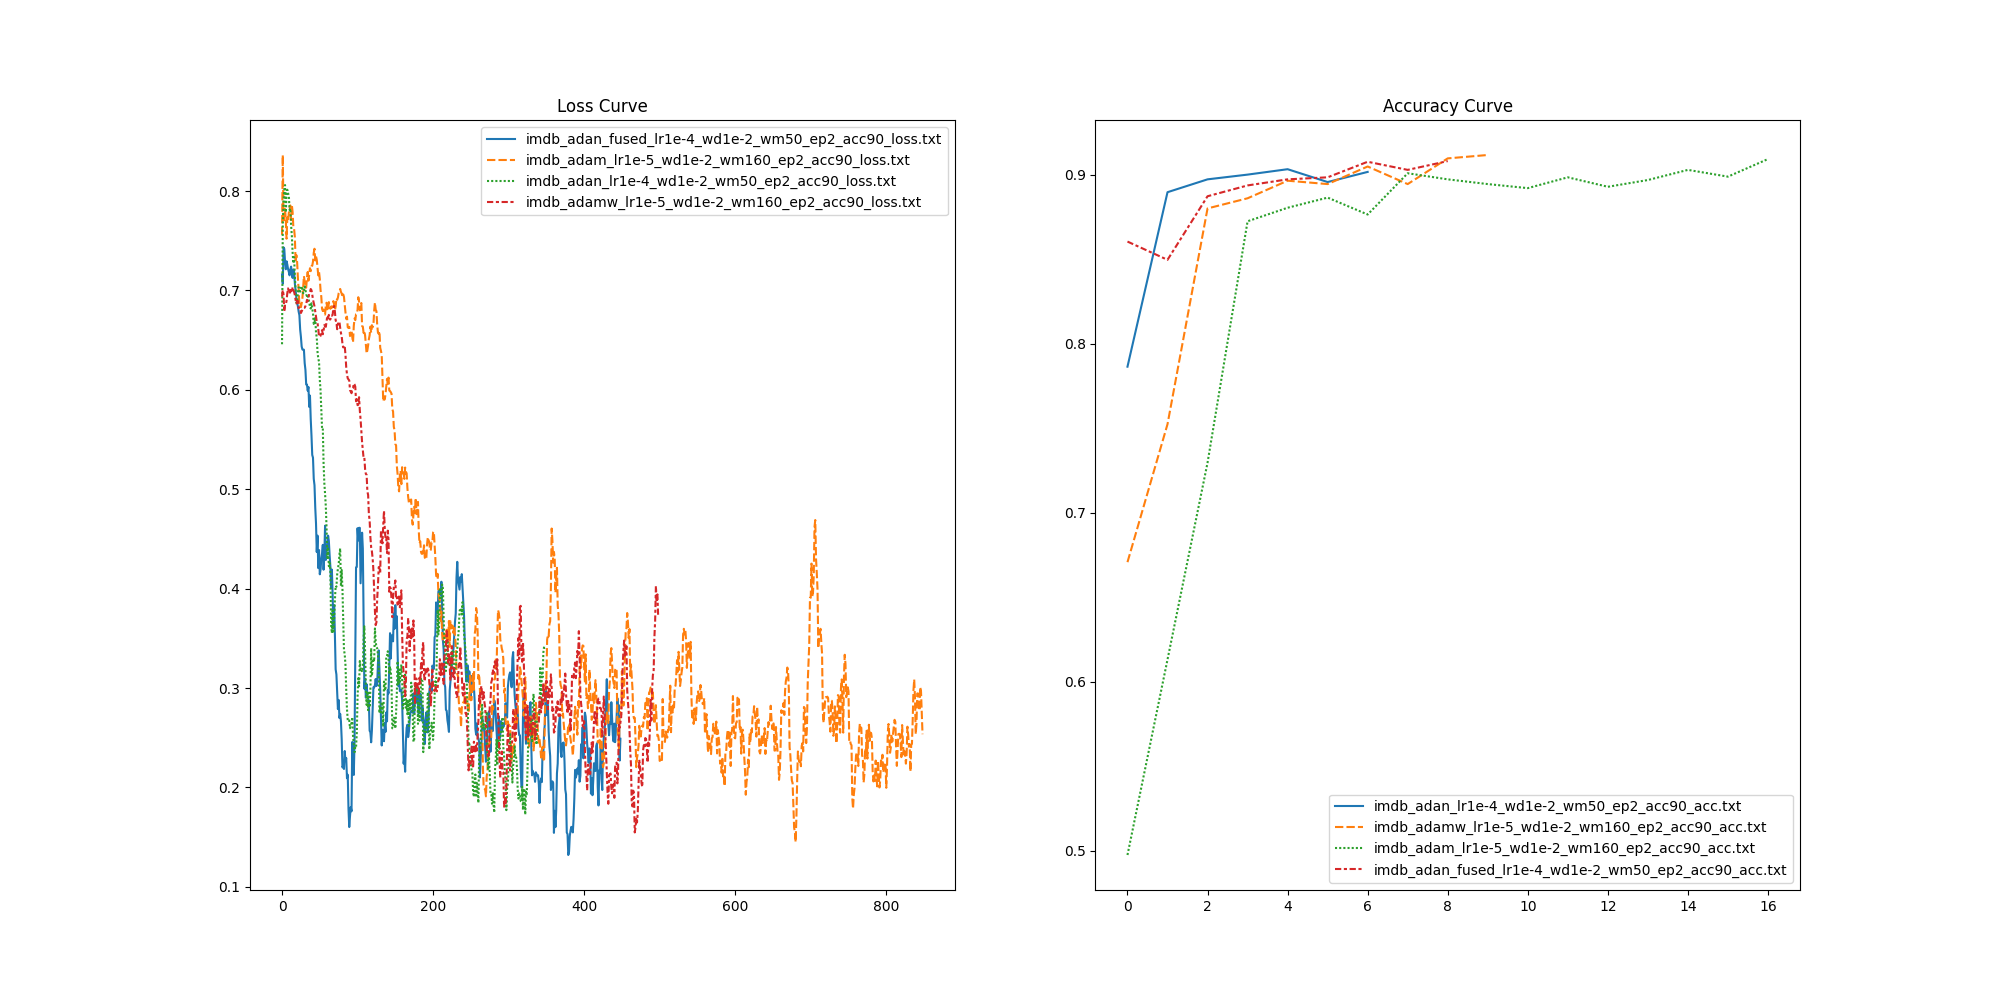 Loss Curve
imdb_adan_fused_lr1e-4_wd1e-2_wm50_ep2_acc90_loss.txt
imdb_adam_lr1e-5_wd1e-2_wm160_ep2_acc90_loss.txt
imdb_adan_lr1e-4_wd1e-2_wm50_ep2_acc90_loss.txt
imdb_adamw_lr1e-5_wd1e-2_wm160_ep2_acc90_loss.txt
0.8
0.7
0.6
0.5
0.4
0.3
0.2
0.1
0 200 400 600 800
Accuracy Curve
0.9
0.8
0.7
0.6
0.5
imdb_adan_lr1e-4_wd1e-2_wm50_ep2_acc90_acc.txt
imdb_adamw_lr1e-5_wd1e-2_wm160_ep2_acc90_acc.txt
imdb_adam_lr1e-5_wd1e-2_wm160_ep2_acc90_acc.txt
imdb_adan_fused_lr1e-4_wd1e-2_wm50_ep2_acc90_acc.txt
0 2 4 6 8 10 12 14 16